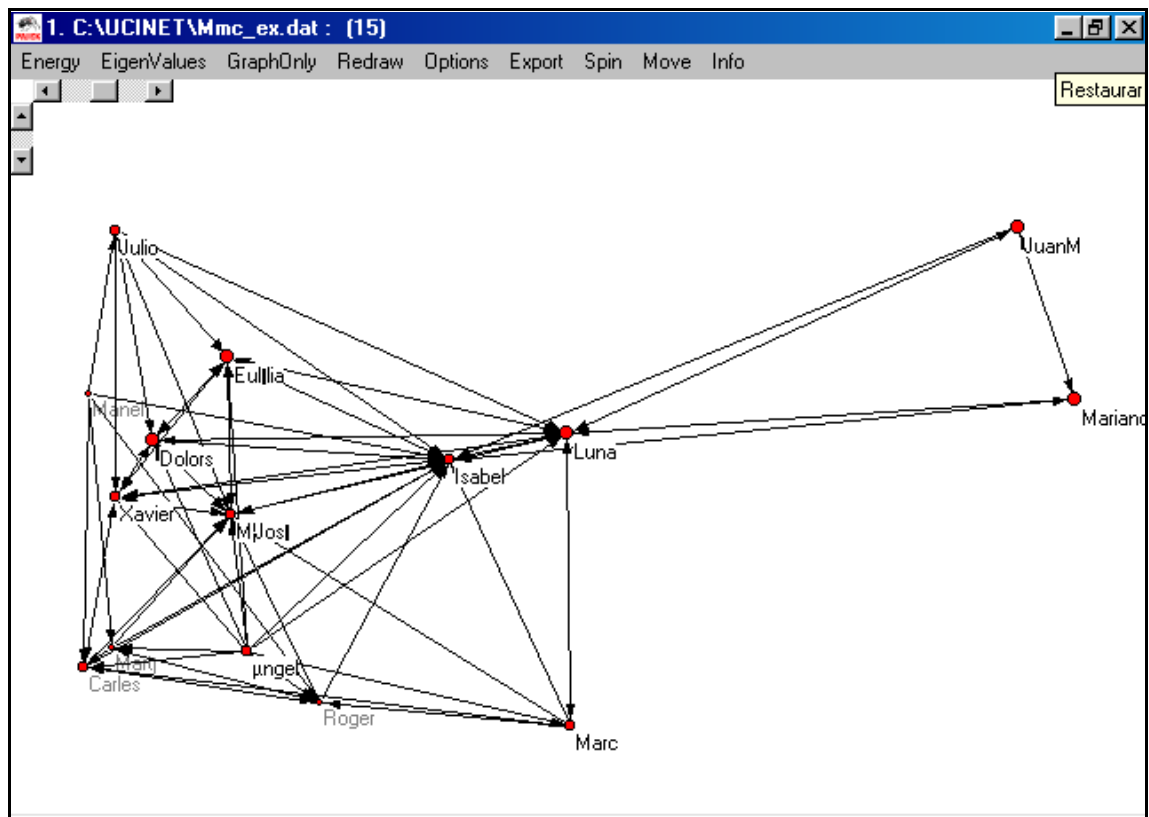 1. C:\UCINET\Mmc_ex.dat : (15)
Energy EigenValues GraphOnly Redraw Options Export Spin Move Info
Restaurar
Julio
JuanM
Eul|lia
Manel
Mariano
Dolors
Luna
Isabel
Xavier
M|Jos|
µngel
Carles
Roger
Marc